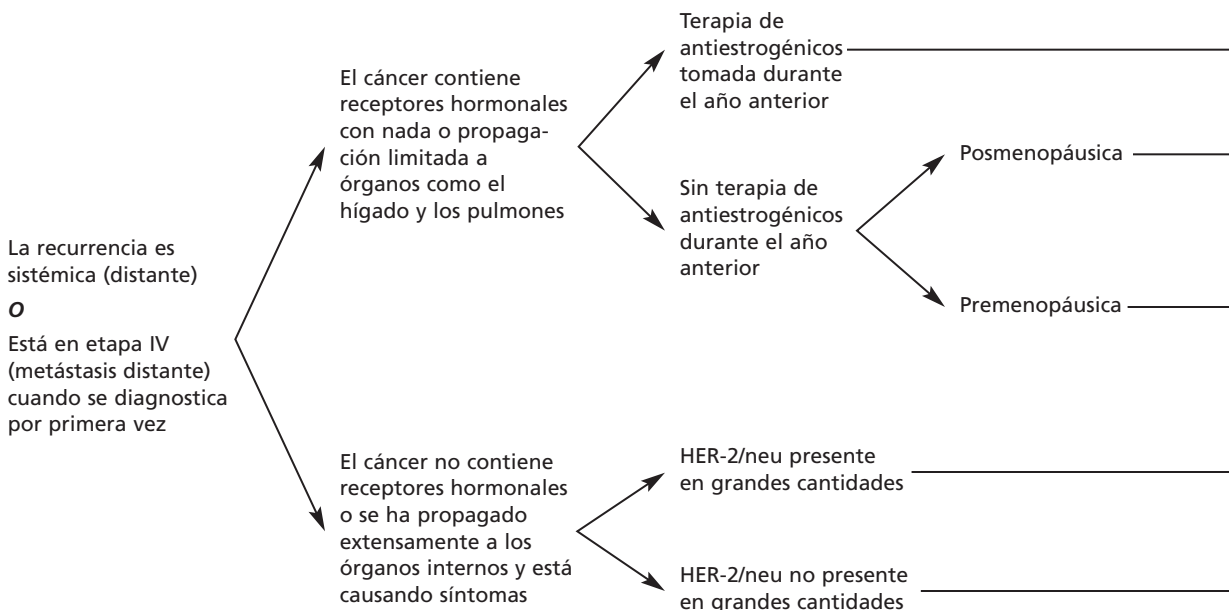 La recurrencia es
sistémica (distante)
O
Está en etapa IV
(metástasis distante)
cuando se diagnostica
por primera vez
El cáncer contiene
receptores hormonales
con nada o propaga-
ción limitada a
órganos como el
hígado y los pulmones
Terapia de
antiestrogénicos
tomada durante
el año anterior
Sin terapia de
antiestrogénicos
durante el año
anterior
Posmenopáusica
Premenopáusica
El cáncer no contiene
receptores hormonales
o se ha propagado
extensamente a los
órganos internos y está
causando síntomas
HER-2/neu presente
en grandes cantidades
HER-2/neu no presente
en grandes cantidades